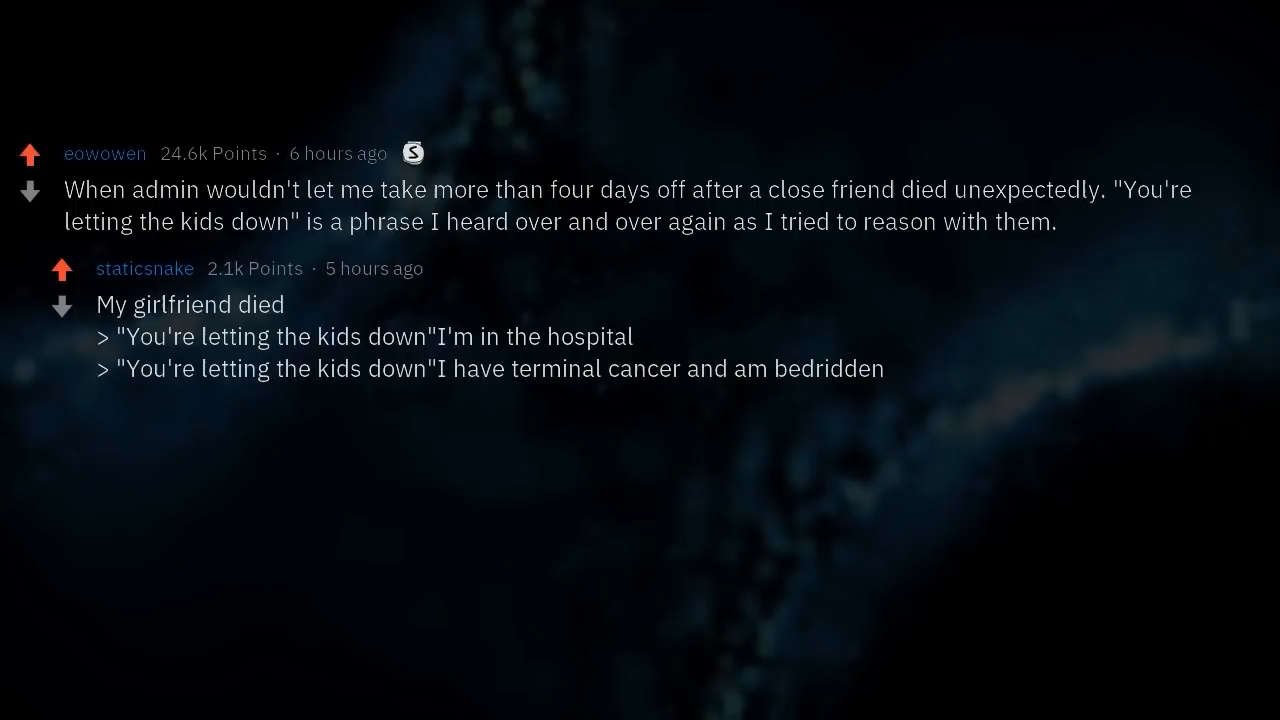 eowowen 24.6k Points · 6 hours ago S
When admin wouldn't let me take more than four days off after a close friend died unexpectedly. "You're
letting the kids down" is a phrase I heard over and over again as I tried to reason with them.
staticsnake 2.1k Points · 5 hours ago
My girlfriend died
> "You're letting the kids down"I'm in the hospital
> "You're letting the kids down"I have terminal cancer and am bedridden